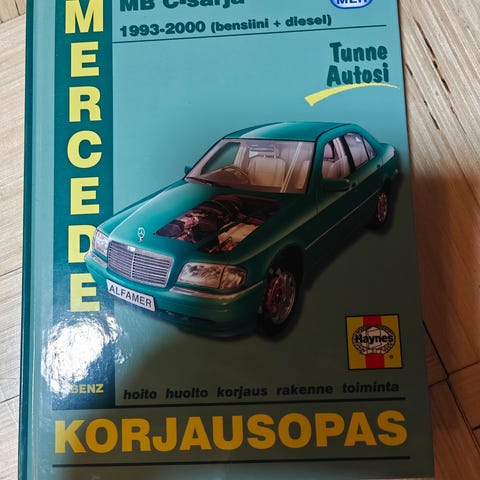 MB C-sarja
1993-2000 (bensiini + diesel)
Tunne
Autosi
MERCEDE
BENZ
ALFAMER
Haynes
hoito huolto korjaus rakenne toiminta
KORJAUSOPAS